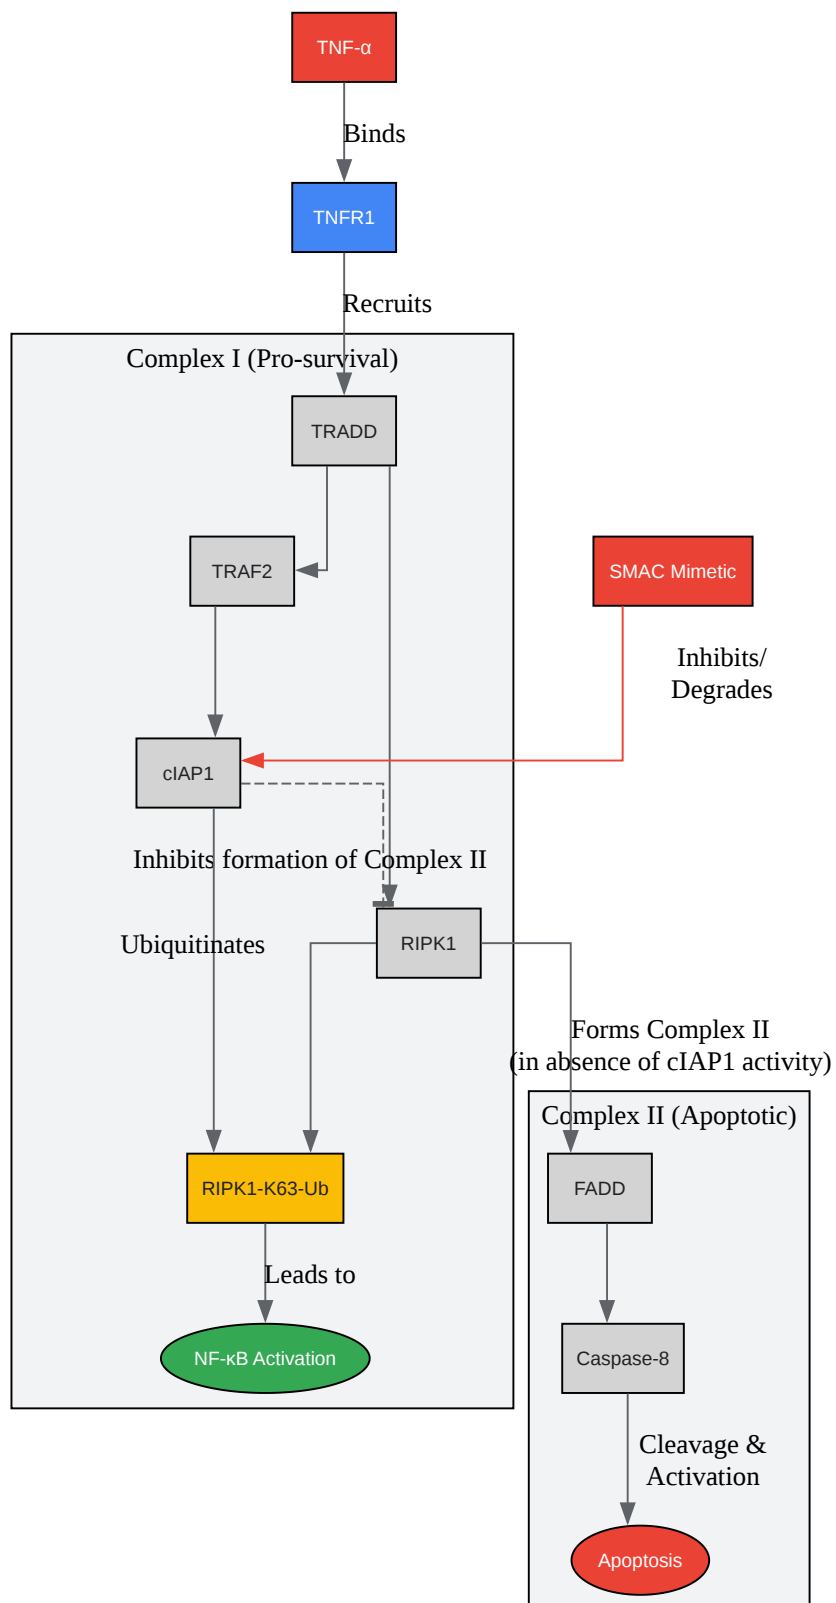 TNF-α
Binds
TNFR1
Recruits
Complex I (Pro-survival)
TRADD
TRAF2
SMAC Mimetic
Inhibits/
Degrades
cIAP1
Inhibits formation of Complex II
Ubiquitinates
RIPK1
Forms Complex II
(in absence of cIAP1 activity)
Complex II (Apoptotic)
RIPK1-K63-Ub
FADD
Leads to
NF-κB Activation
Caspase-8
Cleavage &
Activation
Apoptosis